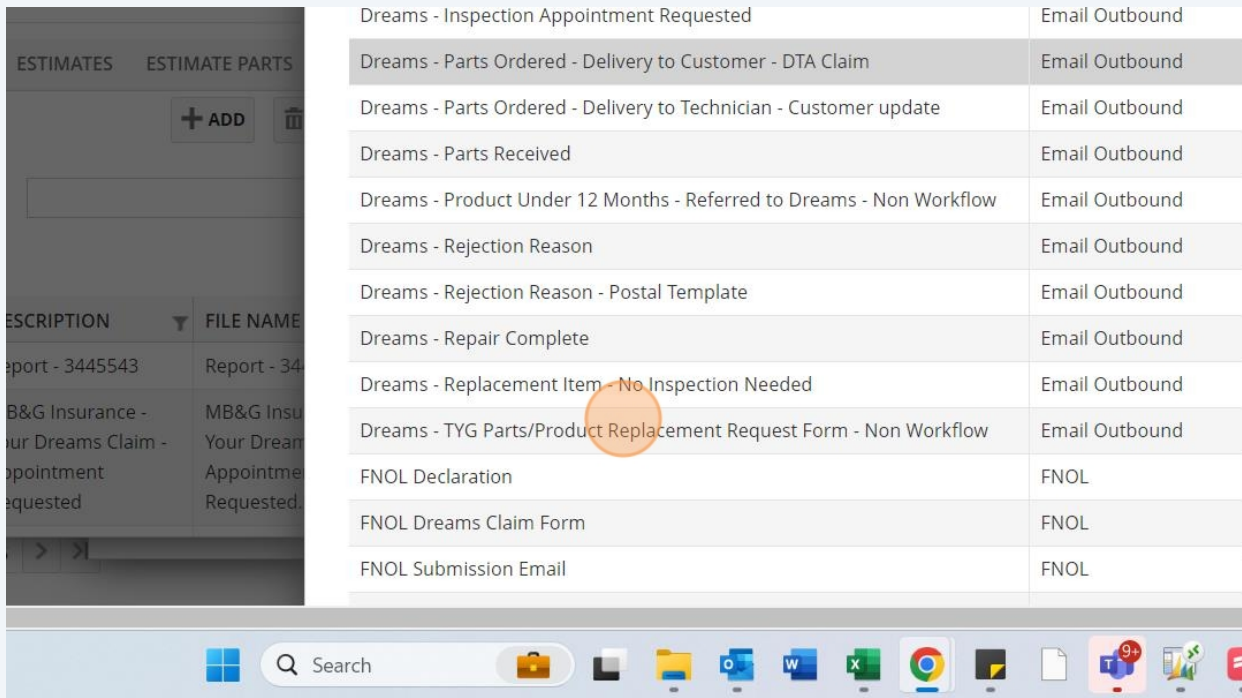 ESTIMATES ESTIMATE PARTS
ADD
ESCRIPTION FILE NAME
eport - 3445543 Report - 34
B&G Insurance - MB&G Insu
ur Dreams Claim - Your Dream
ppointment Appointme
equested Requested.
Dreams - Inspection Appointment Requested Email Outbound
Dreams - Parts Ordered - Delivery to Customer - DTA Claim Email Outbound
Dreams - Parts Ordered - Delivery to Technician - Customer update Email Outbound
Dreams - Parts Received Email Outbound
Dreams - Product Under 12 Months - Referred to Dreams - Non Workflow Email Outbound
Dreams - Rejection Reason Email Outbound
Dreams - Rejection Reason - Postal Template Email Outbound
Dreams - Repair Complete Email Outbound
Dreams - Replacement Item - No Inspection Needed Email Outbound
Dreams - TYG Parts/Product Replacement Request Form - Non Workflow Email Outbound
FNOL Declaration FNOL
FNOL Dreams Claim Form FNOL
FNOL Submission Email FNOL
Search 9+